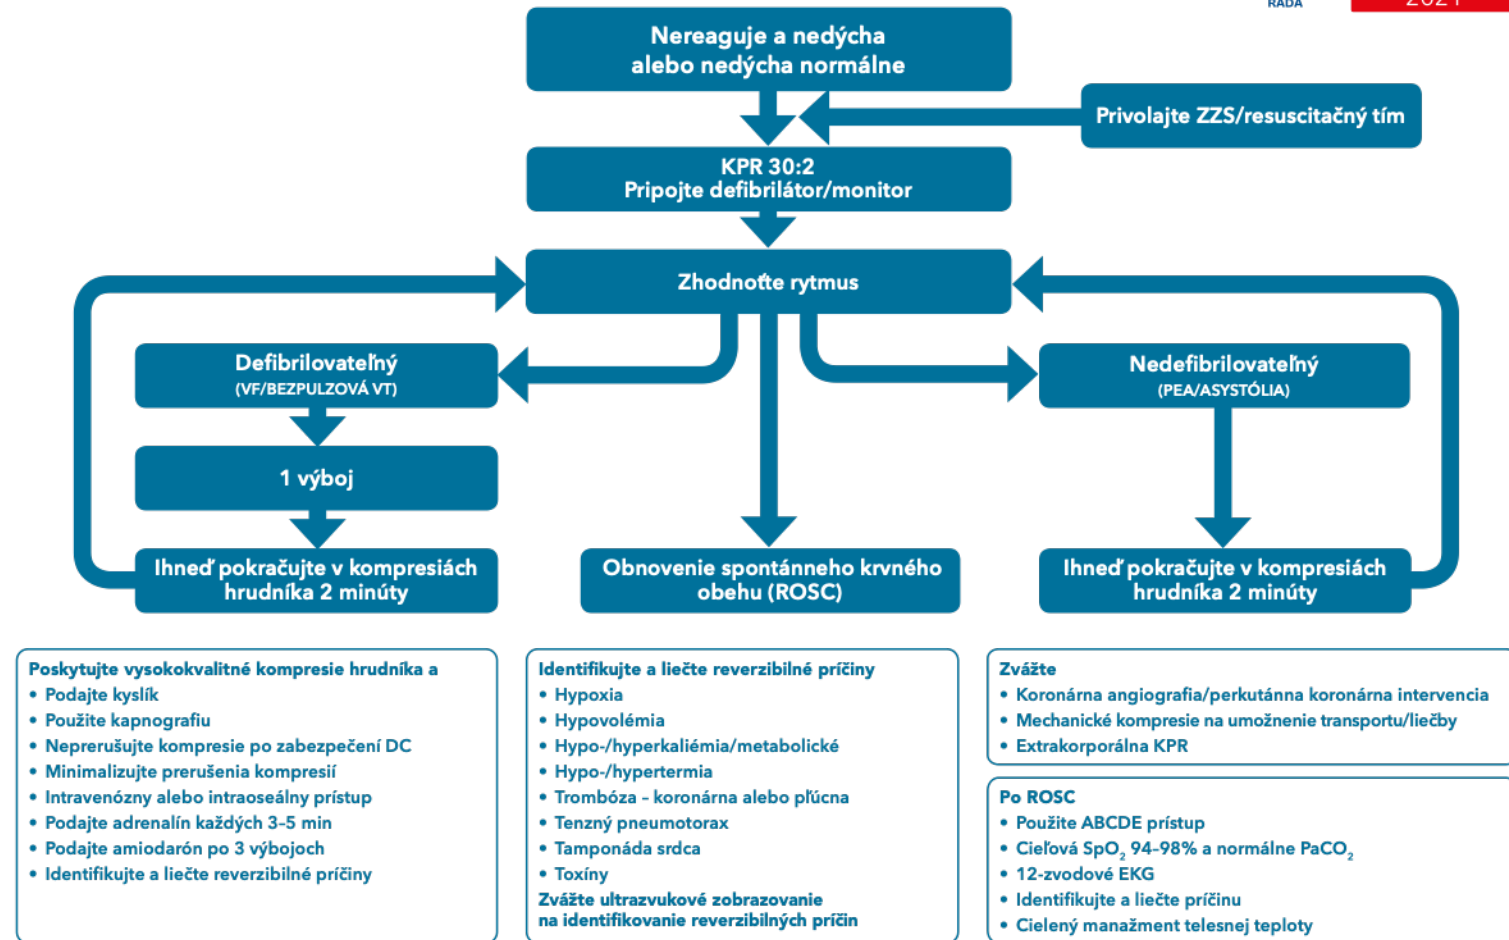 RADA
2021
Nereaguje a nedýcha
alebo nedýcha normálne
Privolajte ZZS/resuscitačný tím
KPR 30:2
Pripojte defibrilátor/monitor
Zhodnoťte rytmus
Defibrilovateľný
(VF/BEZPULZOVÁ VT)
Nedefibrilovateľný
(PEA/ASYSTÓLIA)
1 výboj
Ihneď pokračujte v kompresiách
hrudníka 2 minúty
Obnovenie spontánneho krvného
obehu (ROSC)
Ihneď pokračujte v kompresiách
hrudníka 2 minúty
Poskytujte vysokokvalitné kompresie hrudníka a
• Podajte kyslík
• Použite kapnografiu
• Neprerušujte kompresie po zabezpečení DC
• Minimalizujte prerušenia kompresií
• Intravenózny alebo intraoseálny prístup
• Podajte adrenalín každých 3–5 min
• Podajte amiodarón po 3 výbojoch
• Identifikujte a liečte reverzibilné príčiny
Identifikujte a liečte reverzibilné príčiny
• Hypoxia
• Hypovolémia
• Hypo-/hyperkaliémia/metabolické
• Hypo-/hypertermia
• Trombóza – koronárna alebo pľúcna
• Tenzný pneumotorax
• Tamponáda srdca
• Toxíny
Zvážte ultrazvukové zobrazovanie
na identifikovanie reverzibilných príčin
Zvážte
• Koronárna angiografia/perkutánna koronárna intervencia
• Mechanické kompresie na umožnenie transportu/liečby
• Extrakorporálna KPR
Po ROSC
• Použite ABCDE prístup
• Cieľová SpO₂ 94–98% a normálne PaCO₂
• 12-zvodové EKG
• Identifikujte a liečte príčinu
• Cielený manažment telesnej teploty